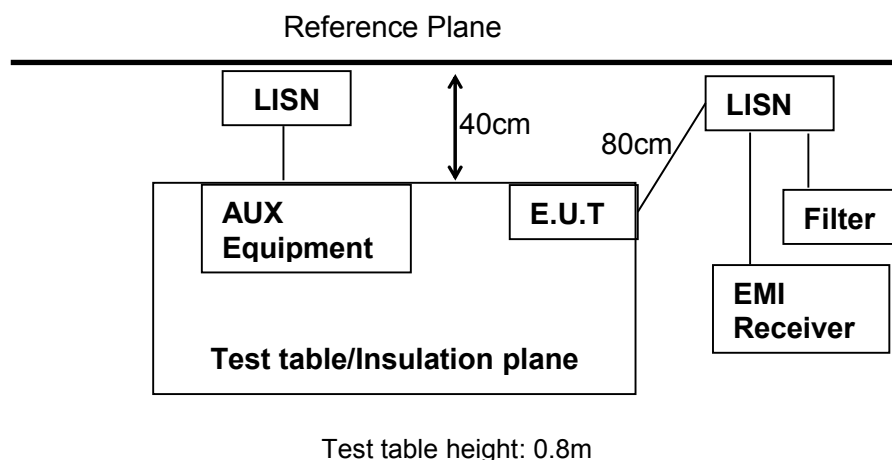 Reference Plane
LISN
40cm
80cm
LISN
AUX
Equipment
E.U.T
Filter
EMI
Receiver
Test table/Insulation plane
Test table height: 0.8m